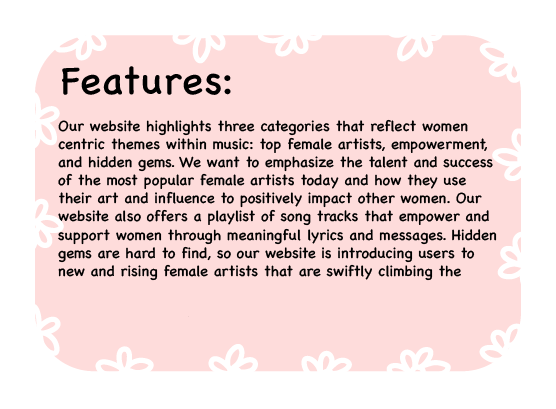 Features:
Our website highlights three categories that reflect women
centric themes within music: top female artists, empowerment,
and hidden gems. We want to emphasize the talent and success
of the most popular female artists today and how they use
their art and influence to positively impact other women. Our
website also offers a playlist of song tracks that empower and
support women through meaningful lyrics and messages. Hidden
gems are hard to find, so our website is introducing users to
new and rising female artists that are swiftly climbing the